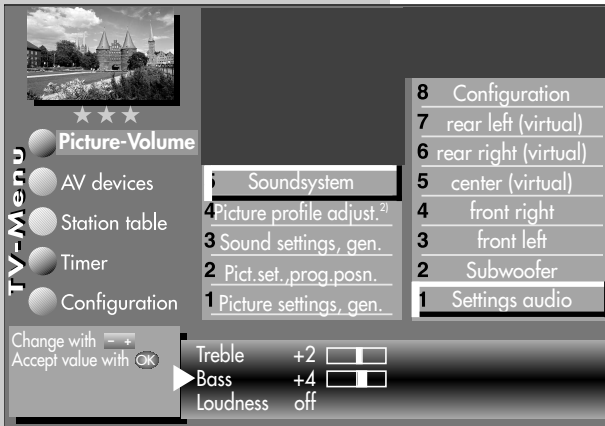 TV-Menu
Picture-Volume
AV devices
Station table
Timer
Configuration
5 Soundsystem
4 Picture profile adjust.2)
3 Sound settings, gen.
2 Pict.set.,prog.posn.
1 Picture settings, gen.
8 Configuration
7 rear left (virtual)
6 rear right (virtual)
5 center (virtual)
4 front right
3 front left
2 Subwoofer
1 Settings audio
Change with - +
Accept value with OK
Treble +2
Bass +4
Loudness off